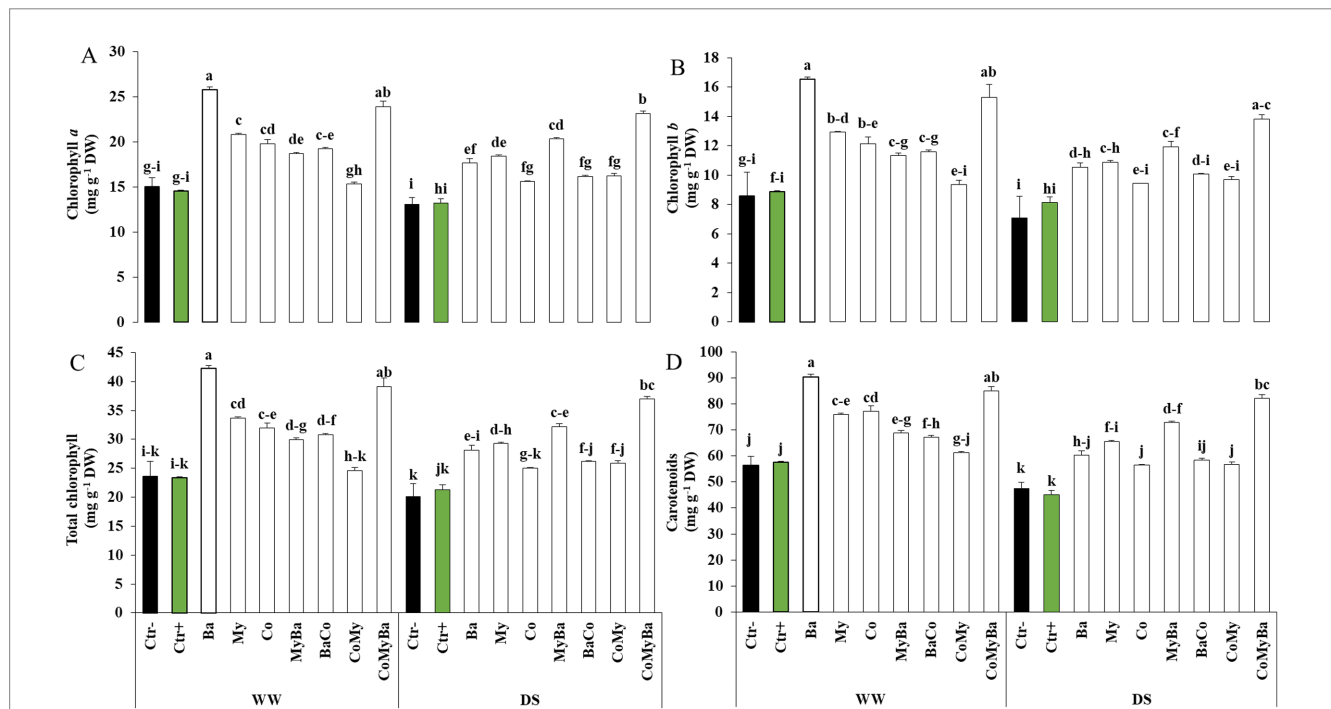 A
Chlorophyll a
(mg g-1 DW)
30
25
20
15
10
5
0
g-i
g-i
a
c
cd
de
c-e
gh
ab
i
hi
ef
de
fg
cd
fg
fg
b
B
Chlorophyll b
(mg g-1 DW)
18
16
14
12
10
8
6
4
2
0
g-i
f-i
a
b-d
b-e
c-g
c-g
e-i
ab
i
hi
d-h
c-h
e-i
c-f
d-i
e-i
a-c
C
Total chlorophyll
(mg g-1 DW)
45
40
35
30
25
20
15
10
5
0
i-k
i-k
a
cd
c-e
d-g
d-f
h-k
ab
k
jk
e-i
d-h
g-k
c-e
f-j
f-j
bc
Ctr-
Ctr+
Ba
My
Co
MyBa
BaCo
CoMy
CoMyBa
Ctr-
Ctr+
Ba
My
Co
MyBa
BaCo
CoMy
CoMyBa
WW
DS
D
Carotenoids
(mg g-1 DW)
100
90
80
70
60
50
40
30
20
10
0
j
j
a
c-e
cd
e-g
f-h
g-j
ab
k
k
h-j
f-i
j
d-f
ij
j
bc
Ctr-
Ctr+
Ba
My
Co
MyBa
BaCo
CoMy
CoMyBa
Ctr-
Ctr+
Ba
My
Co
MyBa
BaCo
CoMy
CoMyBa
WW
DS